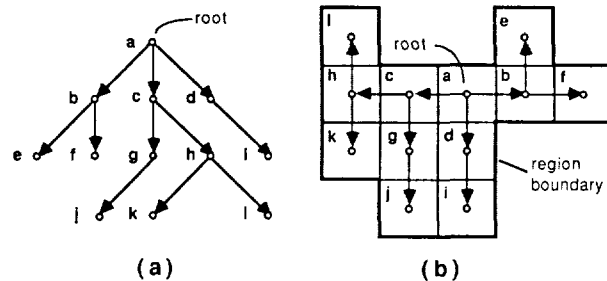 root
a
b c d
e f g h i
j k l
(a)
l e
root
h c a b f
k g d
region
boundary
j i
(b)